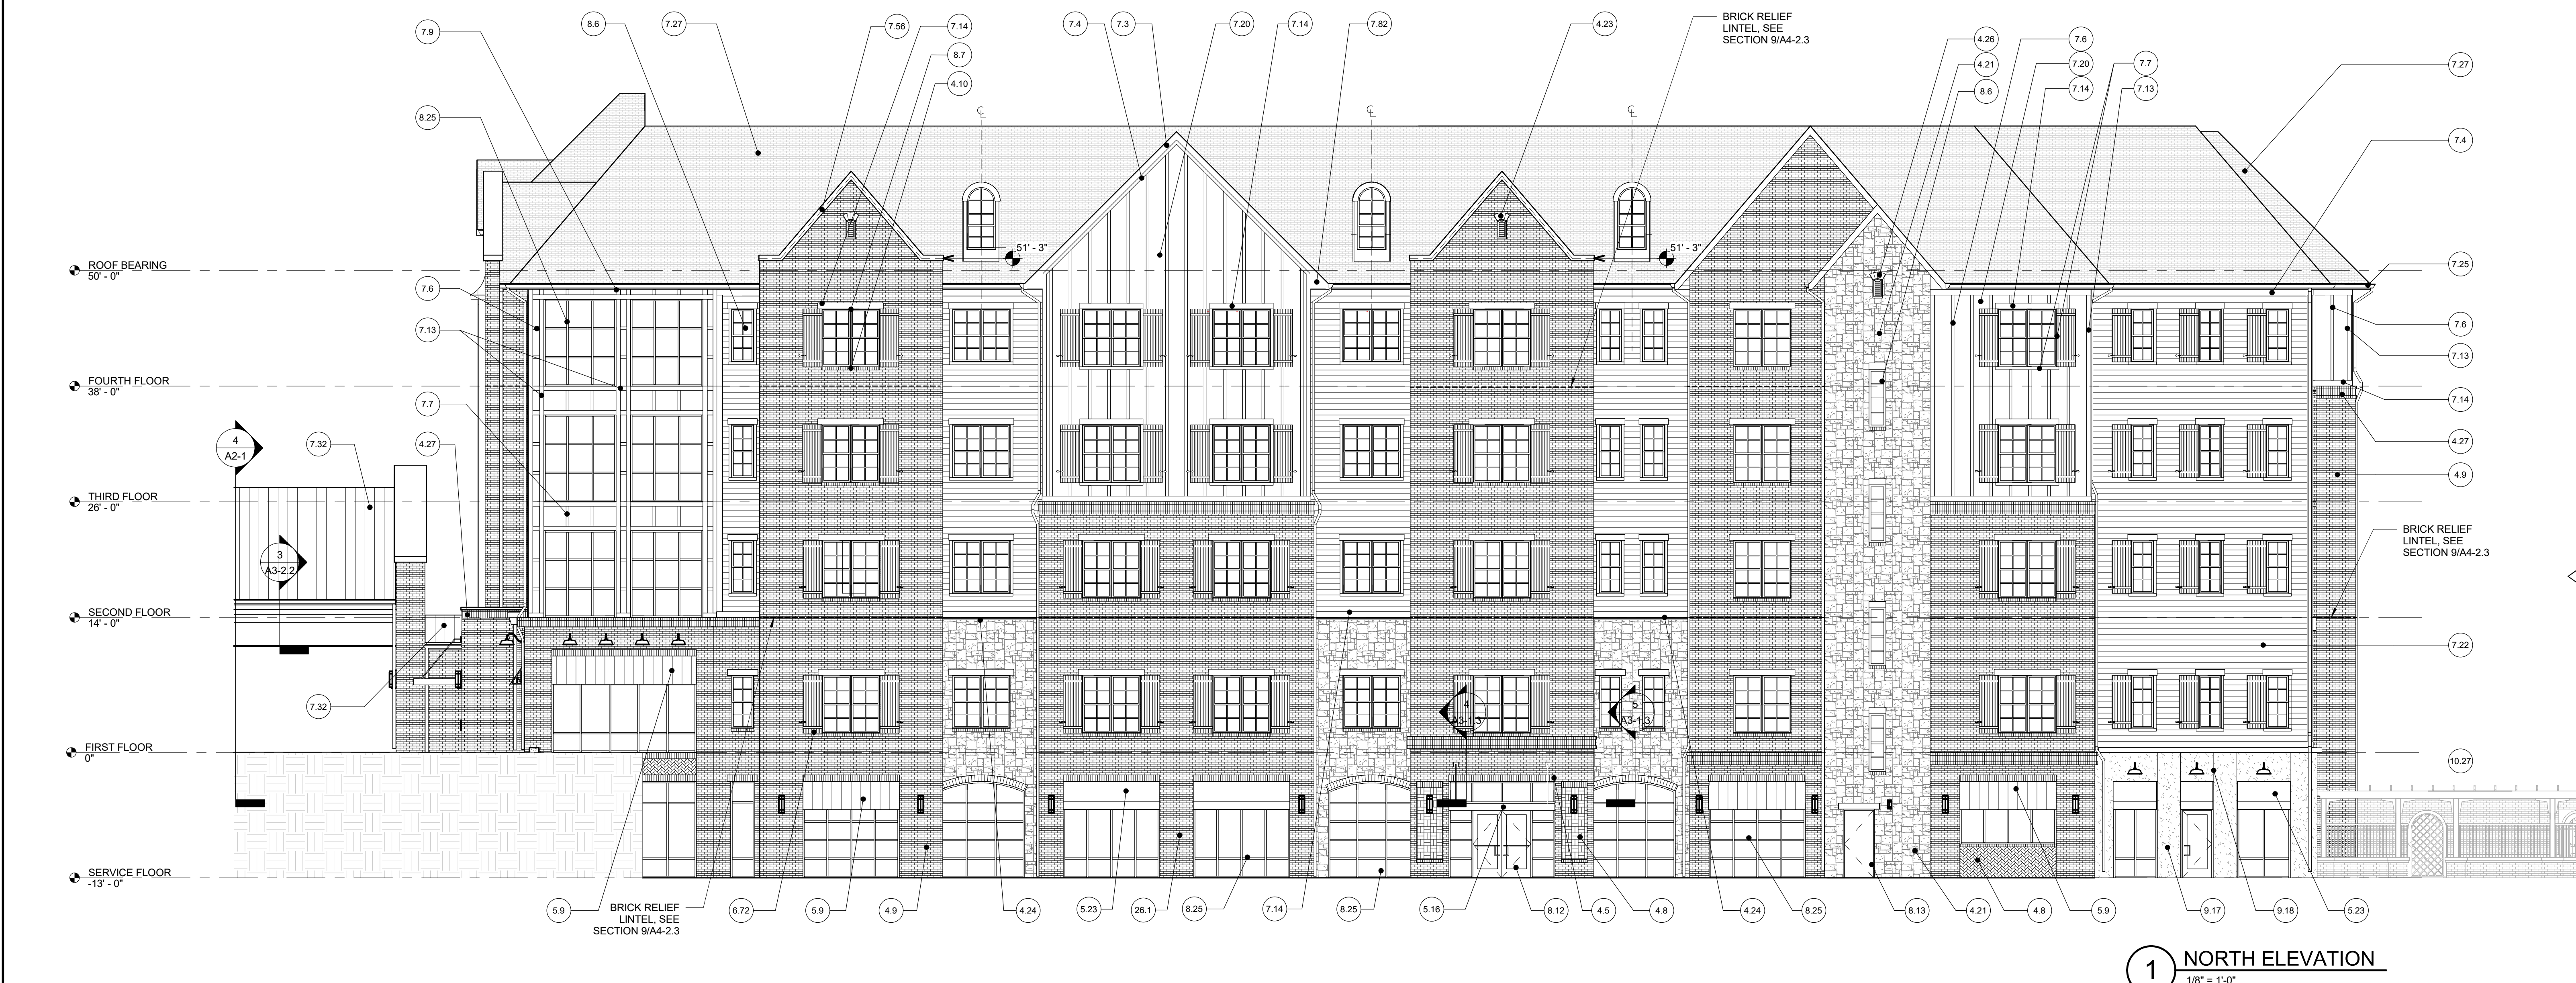 7.9
8.6
7.27
7.56
7.14
8.7
4.10
7.4
7.3
7.20
7.14
7.82
4.23
BRICK RELIEF
LINTEL, SEE
SECTION 9/A4-2.3
4.26
4.21
8.6
7.6
7.20
7.14
7.7
7.13
7.27
8.25
7.4
51' - 3"
51' - 3"
ROOF BEARING
50' - 0"
7.25
7.6
7.6
7.13
7.13
FOURTH FLOOR
38' - 0"
7.14
7.7
4
A2-1
7.32
4.27
4.27
4.9
THIRD FLOOR
26' - 0"
BRICK RELIEF
LINTEL, SEE
SECTION 9/A4-2.3
3
A3-2.2
SECOND FLOOR
14' - 0"
7.22
7.32
4
A3-1.3
5
A3-1.3
FIRST FLOOR
0"
10.27
SERVICE FLOOR
-13' - 0"
5.9
BRICK RELIEF
LINTEL, SEE
SECTION 9/A4-2.3
6.72
5.9
4.9
4.24
5.23
26.1
8.25
7.14
8.25
5.16
8.12
4.5
4.8
4.24
8.25
8.13
4.21
4.8
5.9
9.17
9.18
5.23
1
NORTH ELEVATION
1/8" = 1'-0"